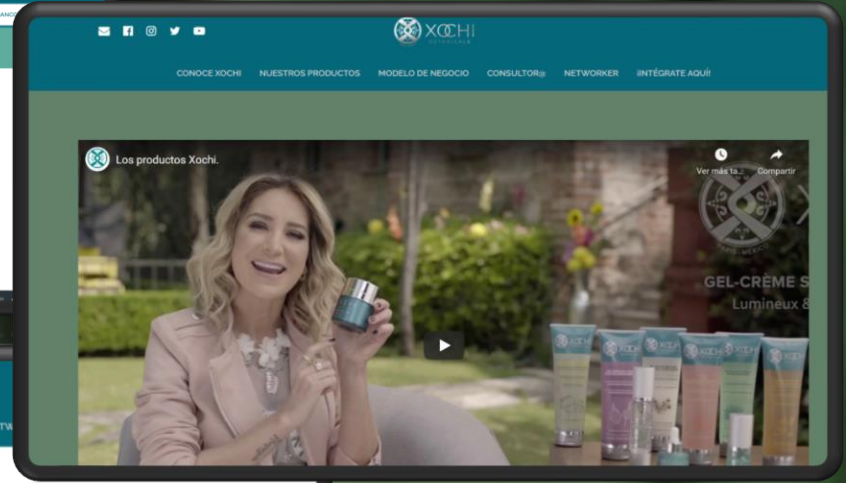 XOCHI
CONOCE XOCHI
NUESTROS PRODUCTOS
MODELO DE NEGOCIO
CONSULTOR@
NETWORKER
¡INTÉGRATE AQUÍ!
Los productos Xochi.
Ver más ta...
Compartir
GEL-CRÈME S
Lumineux &